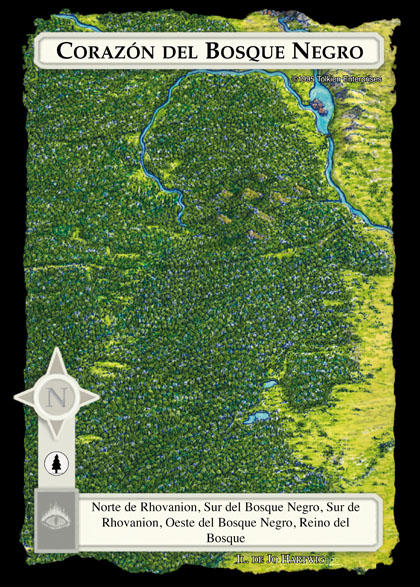 Corazón del Bosque Negro
©1995 Tolkien Enterprises
N
Norte de Rhovanion, Sur del Bosque Negro, Sur de
Rhovanion, Oeste del Bosque Negro, Reino del
Bosque
Il. de Jo Hartwig